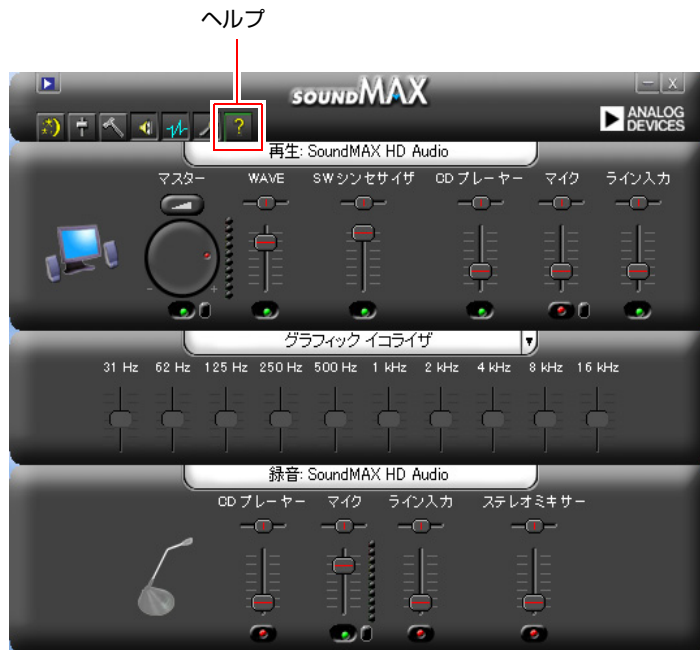 ヘルプ
SOUNDMAX
ANALOG
DEVICES
?
再生: SoundMAX HD Audio
マスター WAVE SWシンセサイザ CDプレーヤー マイク ライン入力
- +
グラフィック イコライザ
31 Hz 62 Hz 125 Hz 250 Hz 500 Hz 1 kHz 2 kHz 4 kHz 8 kHz 16 kHz
録音: SoundMAX HD Audio
CDプレーヤー マイク ライン入力 ステレオミキサー